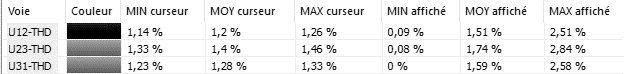 Voie Couleur MIN curseur MOY curseur MAX curseur MIN affiché MOY affiché MAX affiché
U12-THD 1,14 % 1,2 % 1,26 % 0,09 % 1,51 % 2,51 %
U23-THD 1,33 % 1,4 % 1,46 % 0,08 % 1,74 % 2,84 %
U31-THD 1,23 % 1,28 % 1,33 % 0 % 1,59 % 2,58 %